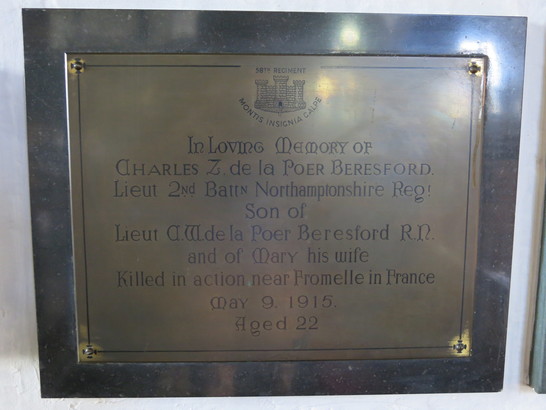 58TH REGIMENT
MONTIS INSIGNIA CALPE
In Loving Memory of
Charles Z. de la Poer Beresford.
Lieut 2nd Battn Northamptonshire Regt
Son of
Lieut C.W. de la Poer Beresford R.N.
and of Mary his wife
Killed in action near Fromelle in France
May 9. 1915.
Aged 22